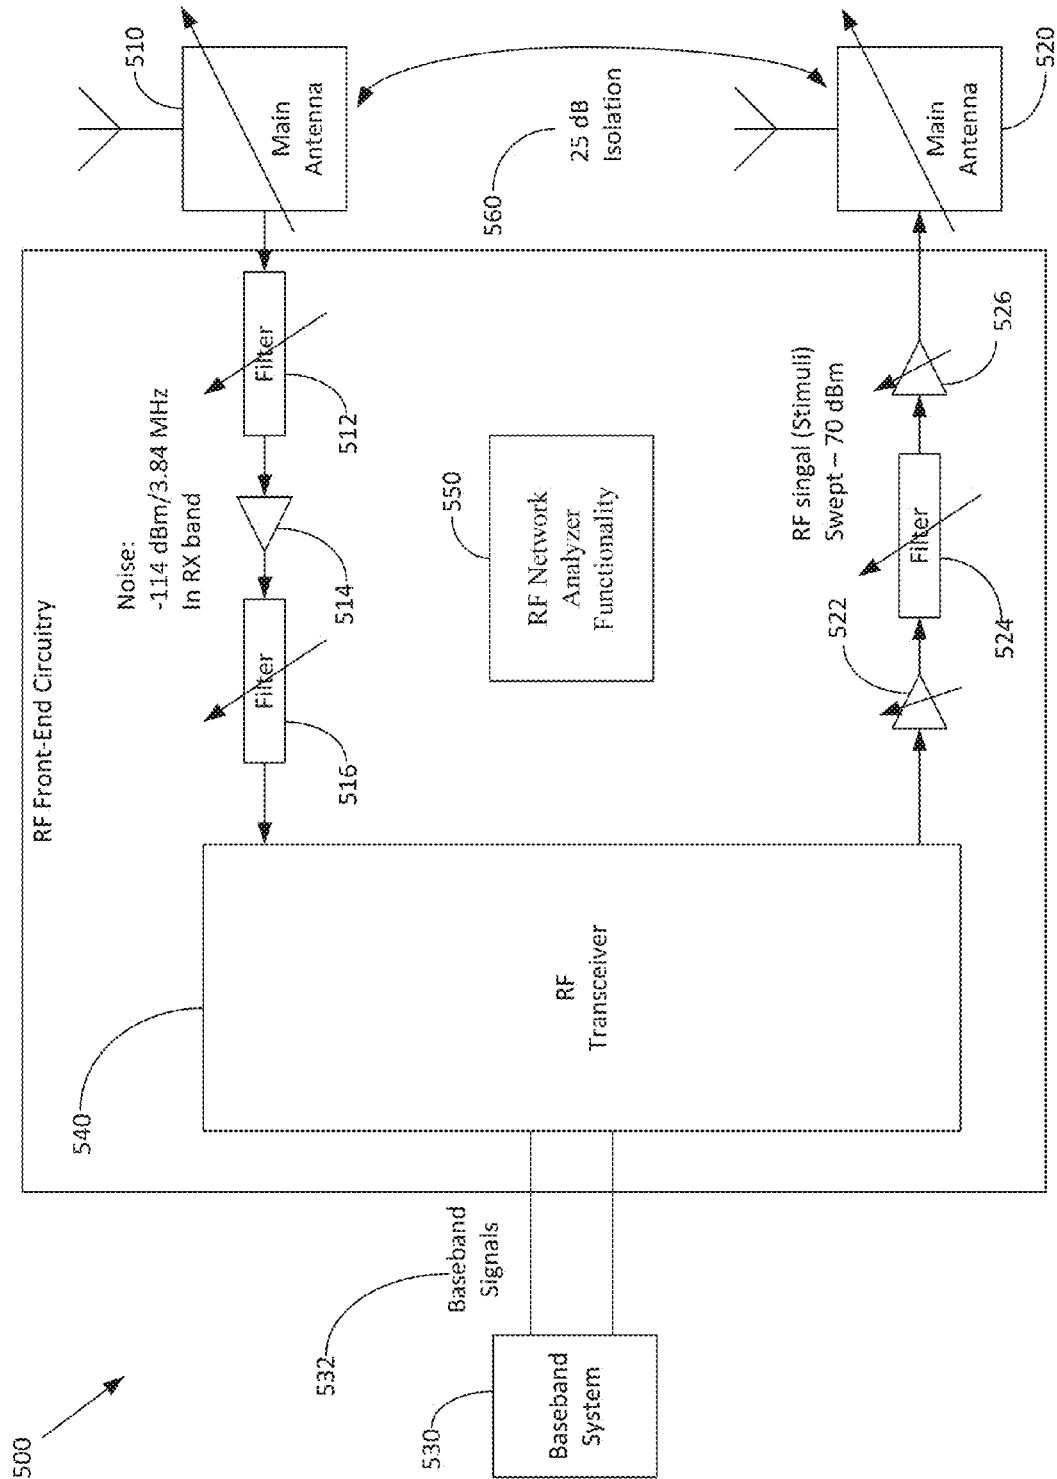 500
530
Baseband
System
532
Baseband
Signals
RF Front-End Circuitry
540
RF
Transceiver
Noise:
-114 dBm/3.84 MHz
In RX band
516
Filter
514
512
Filter
550
RF Network
Analyzer
Functionality
RF singal (Stimuli)
Swept – 70 dBm
522
524
Filter
526
510
Main
Antenna
560
25 dB
Isolation
520
Main
Antenna